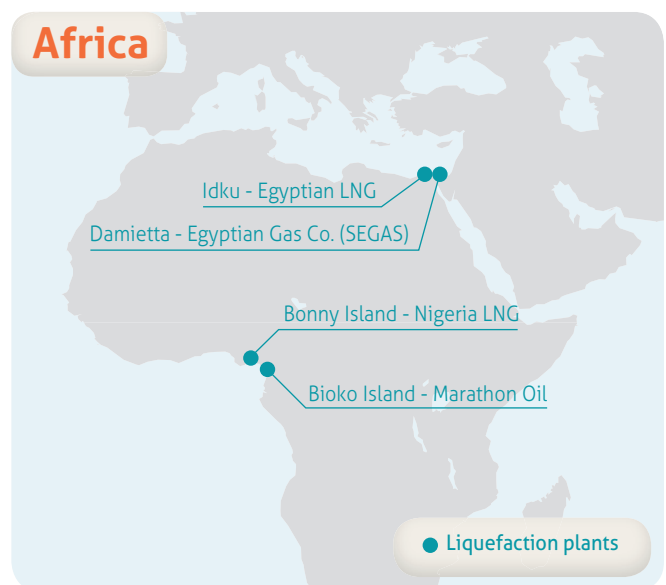 Africa
Idku - Egyptian LNG
Damietta - Egyptian Gas Co. (SEGAS)
Bonny Island - Nigeria LNG
Bioko Island - Marathon Oil
Liquefaction plants